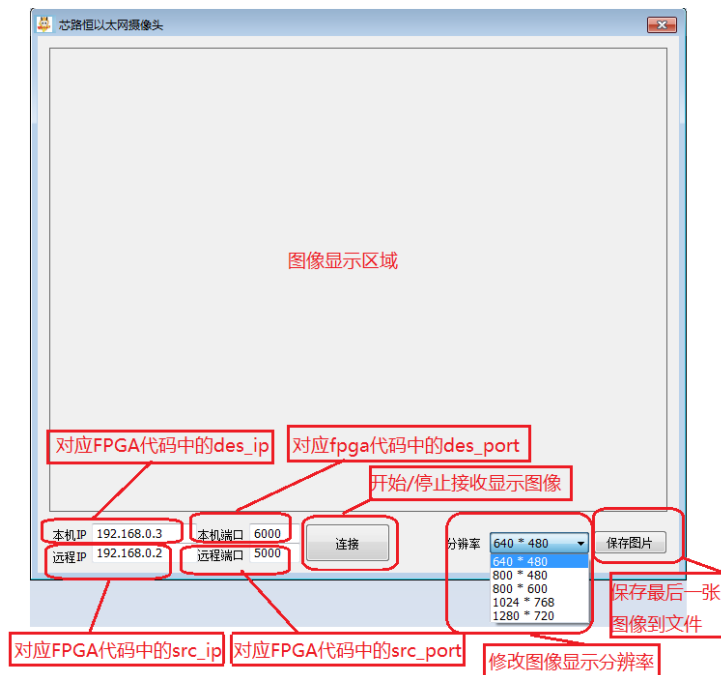 芯路恒以太网摄像头
图像显示区域
对应FPGA代码中的des_ip
对应fpga代码中的des_port
开始/停止接收显示图像
本机IP 192.168.0.3 本机端口 6000
远程IP 192.168.0.2 远程端口 5000
连接
分辨率 640 * 480
保存图片
640 * 480
800 * 480
800 * 600
1024 * 768
1280 * 720
保存最后一张
图像到文件
对应FPGA代码中的src_ip
对应FPGA代码中的src_port
修改图像显示分辨率